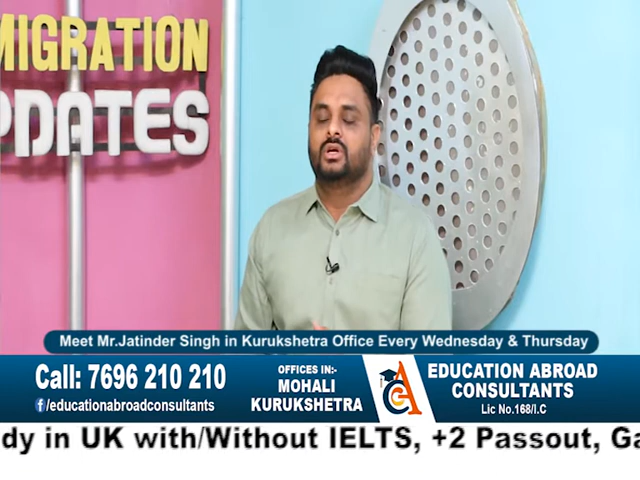 MIGRATION
UPDATES
Meet Mr.Jatinder Singh in Kurukshetra Office Every Wednesday & Thursday
Call: 7696 210 210
f/educationabroadconsultants
OFFICES IN:-
MOHALI
KURUKSHETRA
EDUCATION ABROAD
CONSULTANTS
Lic No.168/I.C
dy in UK with/Without IELTS, +2 Passout, Ga